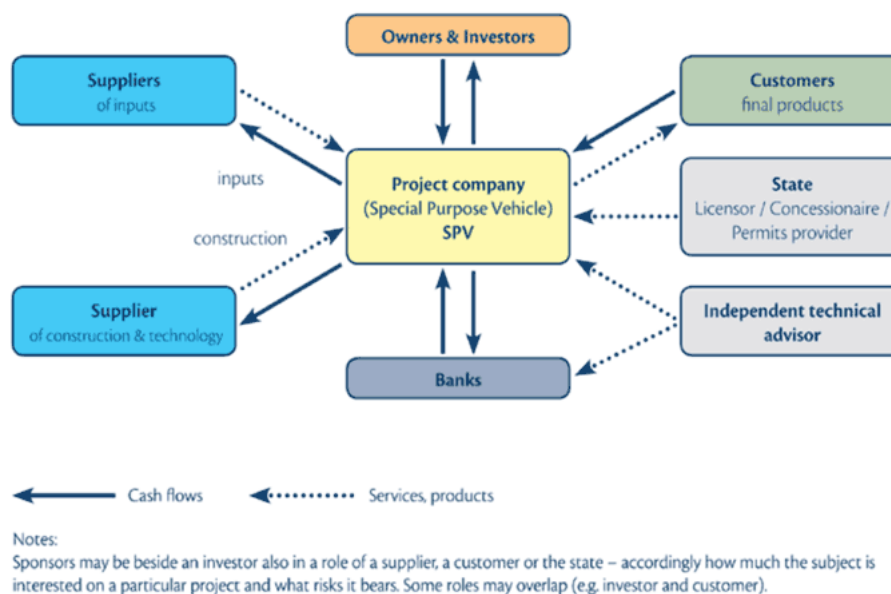 Owners & Investors
Suppliers
of inputs
Customers
final products
inputs
Project company
(Special Purpose Vehicle)
SPV
State
Licensor / Concessionaire /
Permits provider
construction
Supplier
of construction & technology
Independent technical
advisor
Banks
Cash flows
Services, products
Notes:
Sponsors may be beside an investor also in a role of a supplier, a customer or the state – accordingly how much the subject is
interested on a particular project and what risks it bears. Some roles may overlap (e.g. investor and customer).